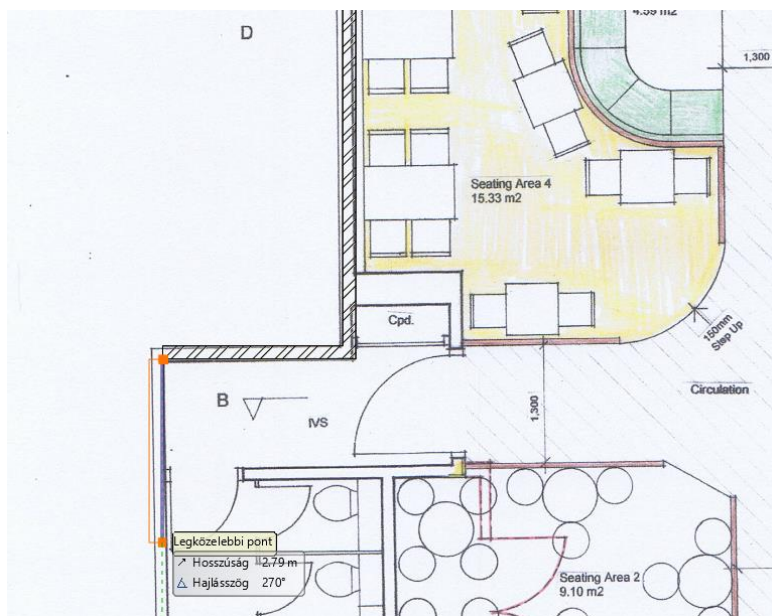 4.59 m2
D
1,300
Seating Area 4
15.33 m2
Cpd.
150mm
Step Up
B
IVS
1,300
Circulation
Legközelebbi pont
Hosszúság 2.79 m
Hajlásszög 270°
Seating Area 2
9.10 m2